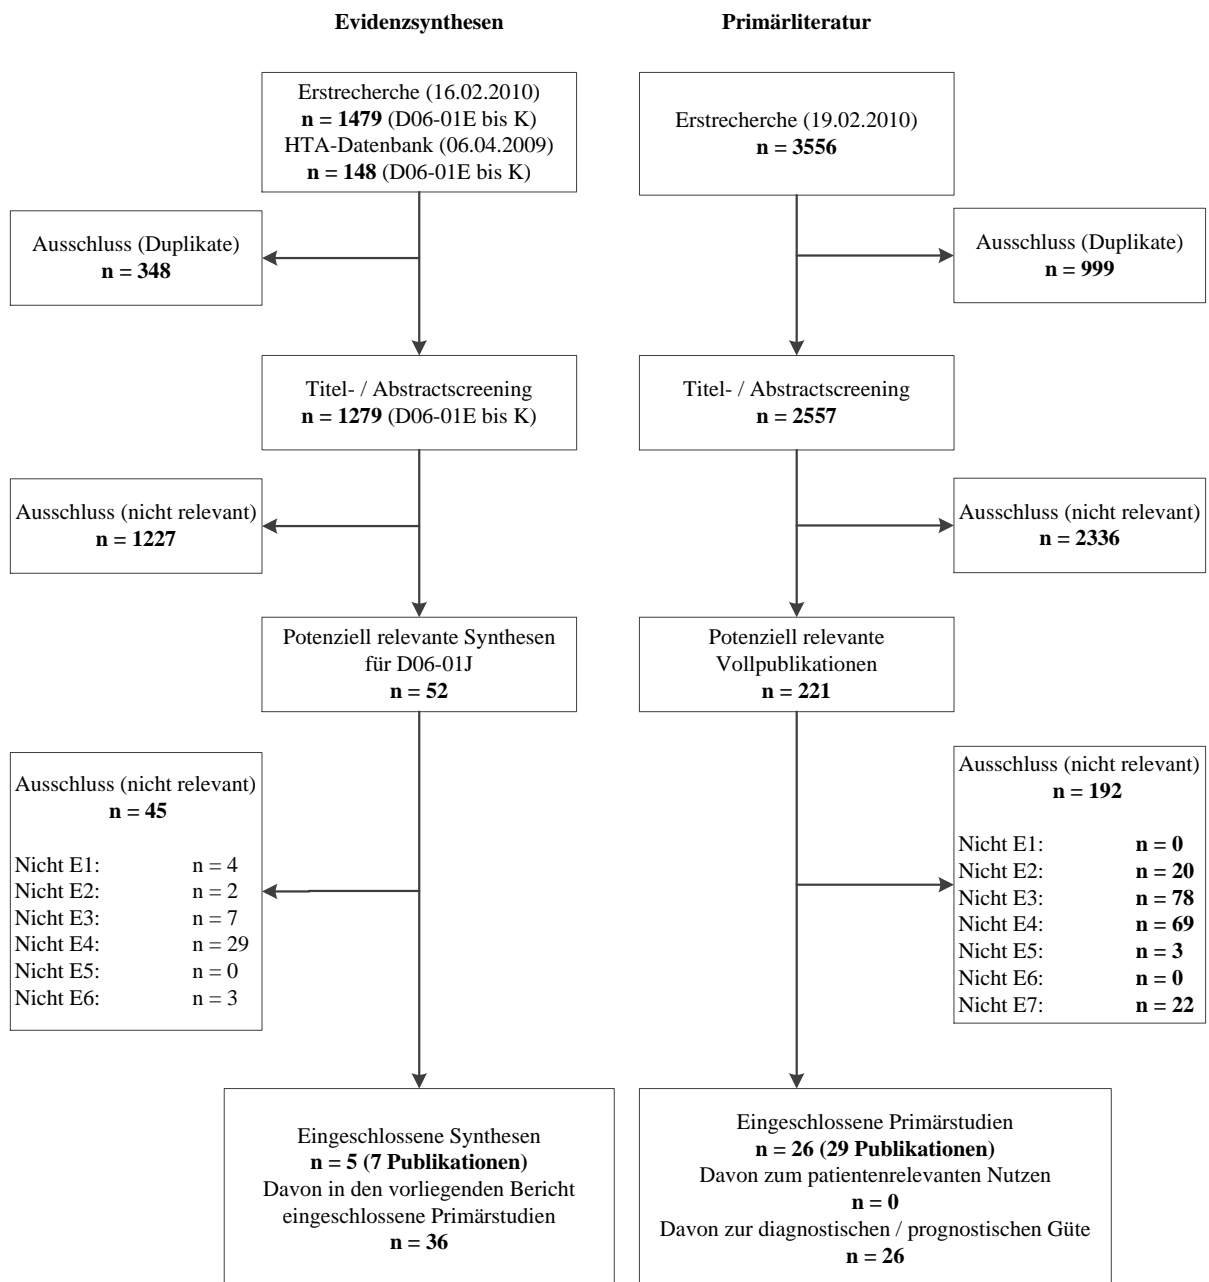 Evidenzsynthesen
Primärliteratur
Erstrecherche (16.02.2010)
n = 1479 (D06-01E bis K)
HTA-Datenbank (06.04.2009)
n = 148 (D06-01E bis K)
Erstrecherche (19.02.2010)
n = 3556
Ausschluss (Duplikate)
n = 348
Ausschluss (Duplikate)
n = 999
Titel- / Abstractscreening
n = 1279 (D06-01E bis K)
Titel- / Abstractscreening
n = 2557
Ausschluss (nicht relevant)
n = 1227
Ausschluss (nicht relevant)
n = 2336
Potenziell relevante Synthesen
für D06-01J
n = 52
Potenziell relevante
Vollpublikationen
n = 221
Ausschluss (nicht relevant)
n = 45
Nicht E1: n = 4
Nicht E2: n = 2
Nicht E3: n = 7
Nicht E4: n = 29
Nicht E5: n = 0
Nicht E6: n = 3
Ausschluss (nicht relevant)
n = 192
Nicht E1: n = 0
Nicht E2: n = 20
Nicht E3: n = 78
Nicht E4: n = 69
Nicht E5: n = 3
Nicht E6: n = 0
Nicht E7: n = 22
Eingeschlossene Synthesen
n = 5 (7 Publikationen)
Davon in den vorliegenden Bericht
eingeschlossene Primärstudien
n = 36
Eingeschlossene Primärstudien
n = 26 (29 Publikationen)
Davon zum patientenrelevanten Nutzen
n = 0
Davon zur diagnostischen / prognostischen Güte
n = 26